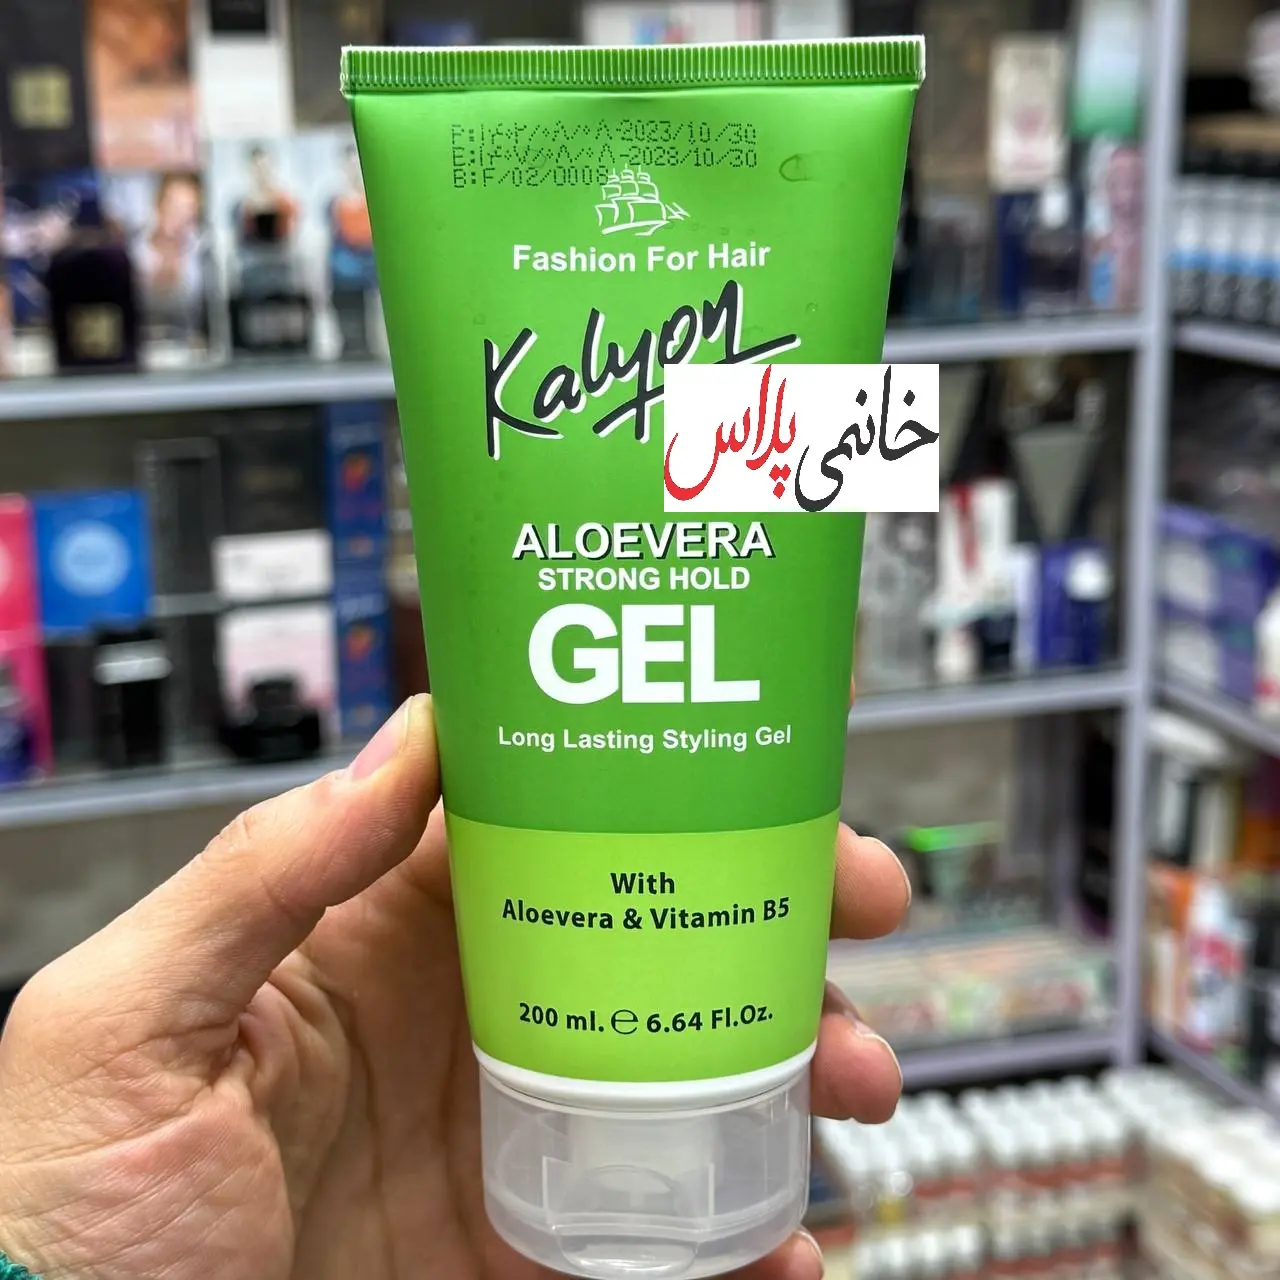 P:۱۴۰۲/۰۸/۰۸-2023/10/30
E:۱۴۰۷/۰۸/۰۸-2028/10/30
B:F/02/0008
Fashion For Hair
Kalyon
خانمی پلاس
ALOEVERA
STRONG HOLD
GEL
Long Lasting Styling Gel
With
Aloevera & Vitamin B5
200 ml. ℮ 6.64 Fl.Oz.